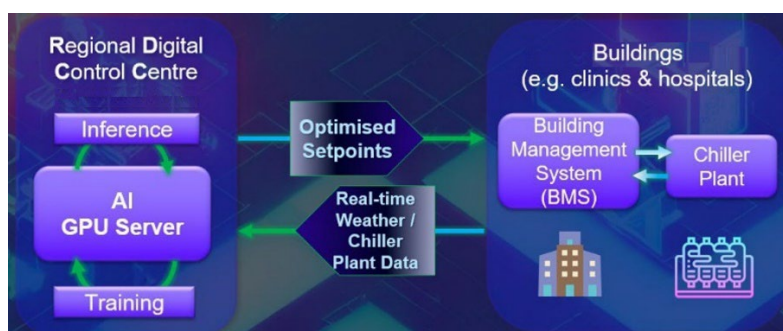 Regional Digital
Control Centre
Inference
AI
GPU Server
Training
Optimised
Setpoints
Real-time
Weather /
Chiller
Plant Data
Buildings
(e.g. clinics & hospitals)
Building
Management
System
(BMS)
Chiller
Plant